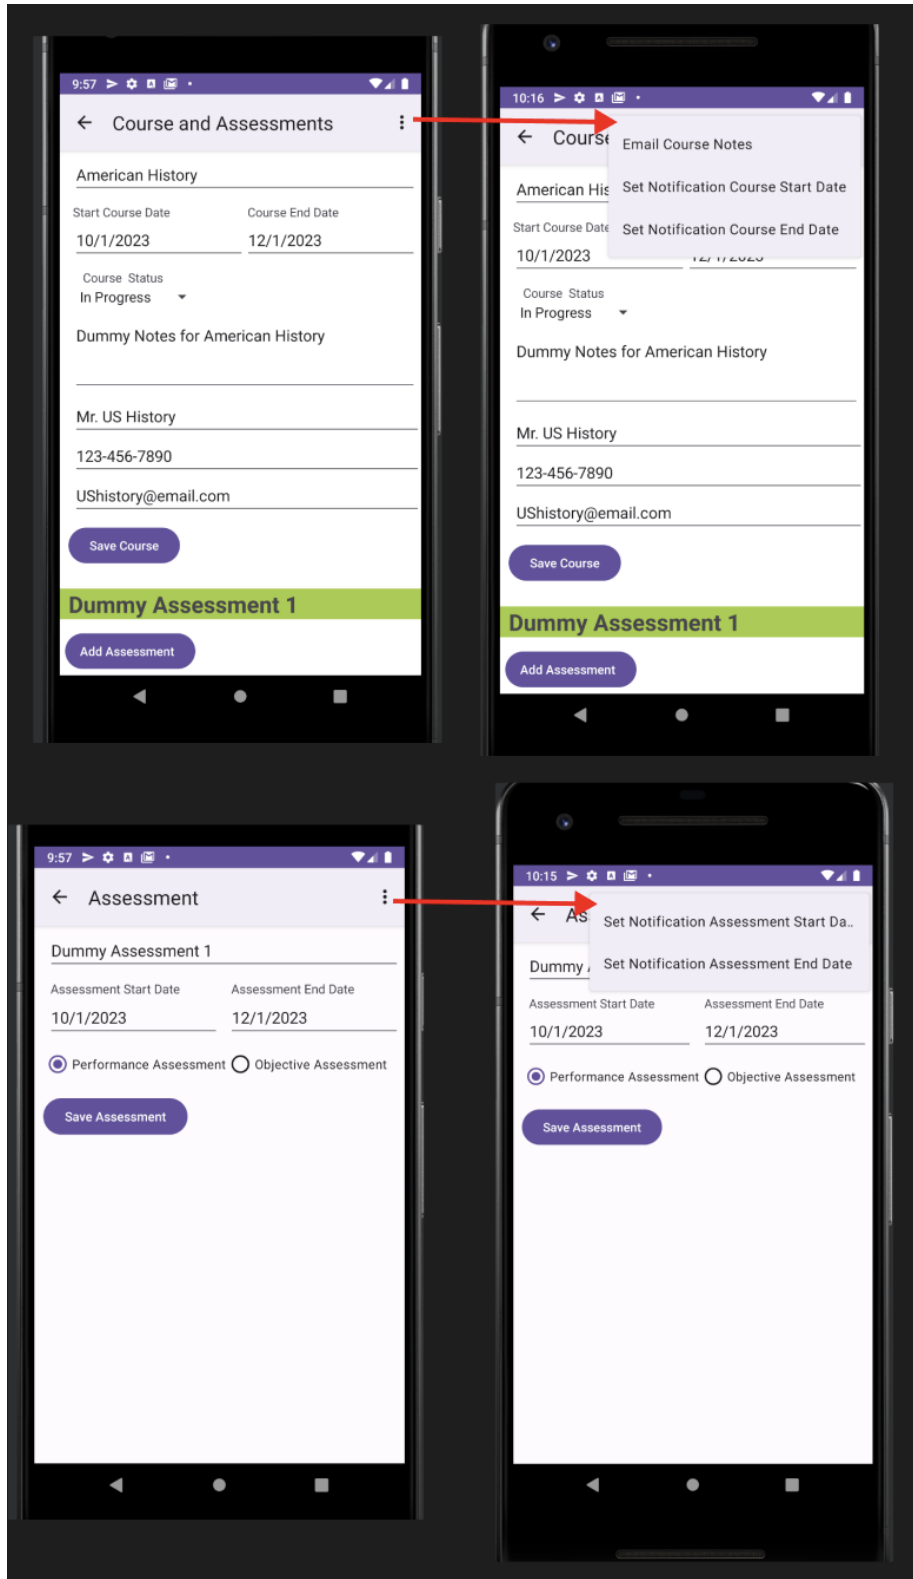 9:57
Course and Assessments
American History
Start Course Date Course End Date
10/1/2023 12/1/2023
Course Status
In Progress
Dummy Notes for American History
Mr. US History
123-456-7890
UShistory@email.com
Save Course
Dummy Assessment 1
Add Assessment
10:16
Course
Email Course Notes
American His
Set Notification Course Start Date
Start Course Date
Set Notification Course End Date
10/1/2023 12/1/2023
Course Status
In Progress
Dummy Notes for American History
Mr. US History
123-456-7890
UShistory@email.com
Save Course
Dummy Assessment 1
Add Assessment
9:57
Assessment
Dummy Assessment 1
Assessment Start Date Assessment End Date
10/1/2023 12/1/2023
Performance Assessment Objective Assessment
Save Assessment
10:15
As
Set Notification Assessment Start Da..
Dummy
Set Notification Assessment End Date
Assessment Start Date Assessment End Date
10/1/2023 12/1/2023
Performance Assessment Objective Assessment
Save Assessment